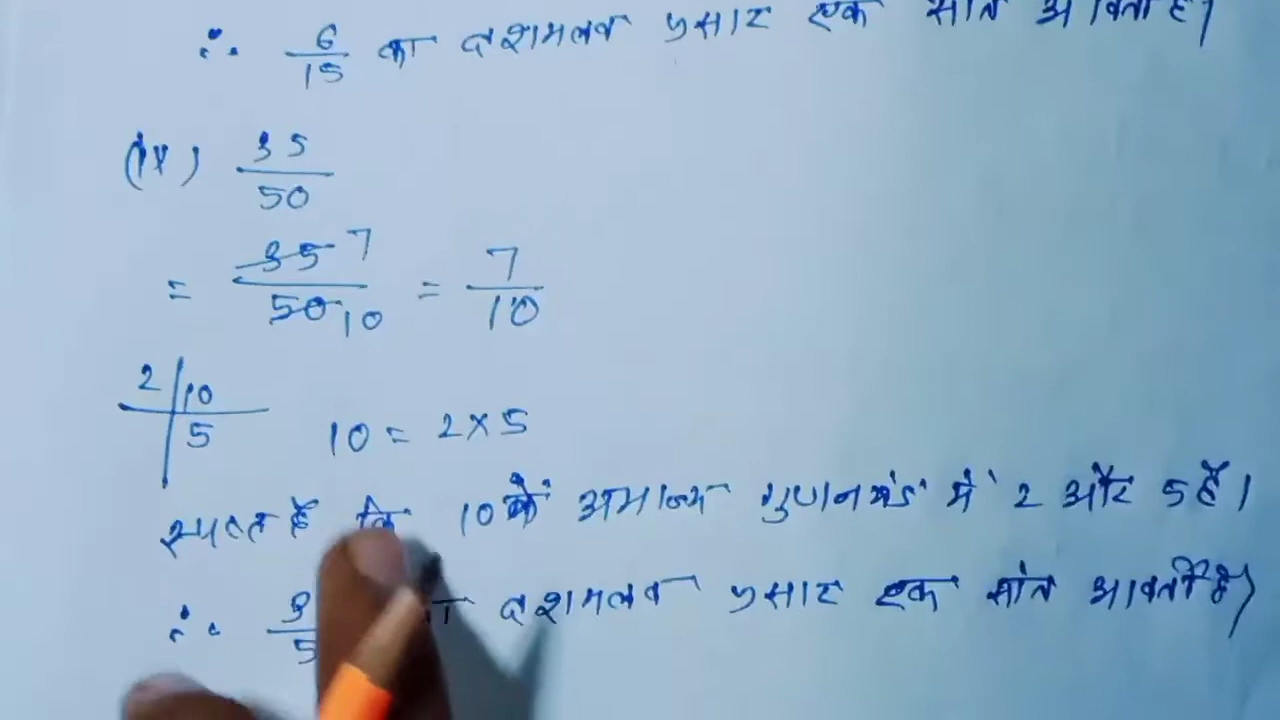 ∴ 6/15 का दशमलव प्रसार एक सांत आवर्ती है।
(ix) 35/50
= 35 7/50 10 = 7/10
2 | 10
5 10 = 2 × 5
स्पष्ट है कि 10 के अभाज्य गुणनखंड में 2 और 5 हैं।
∴ दशमलव प्रसार एक सांत आवर्ती है।